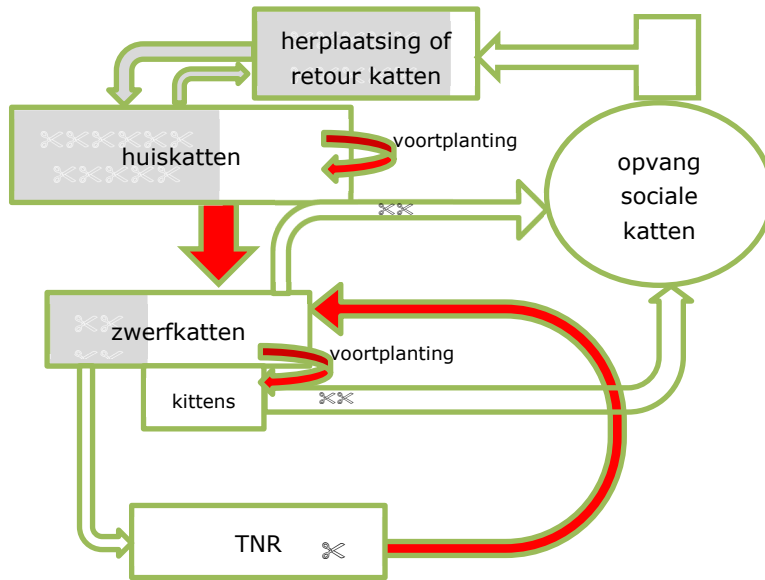 herplaatsing of
retour katten
huiskatten
voortplanting
opvang
sociale
katten
zwerfkatten
voortplanting
kittens
TNR